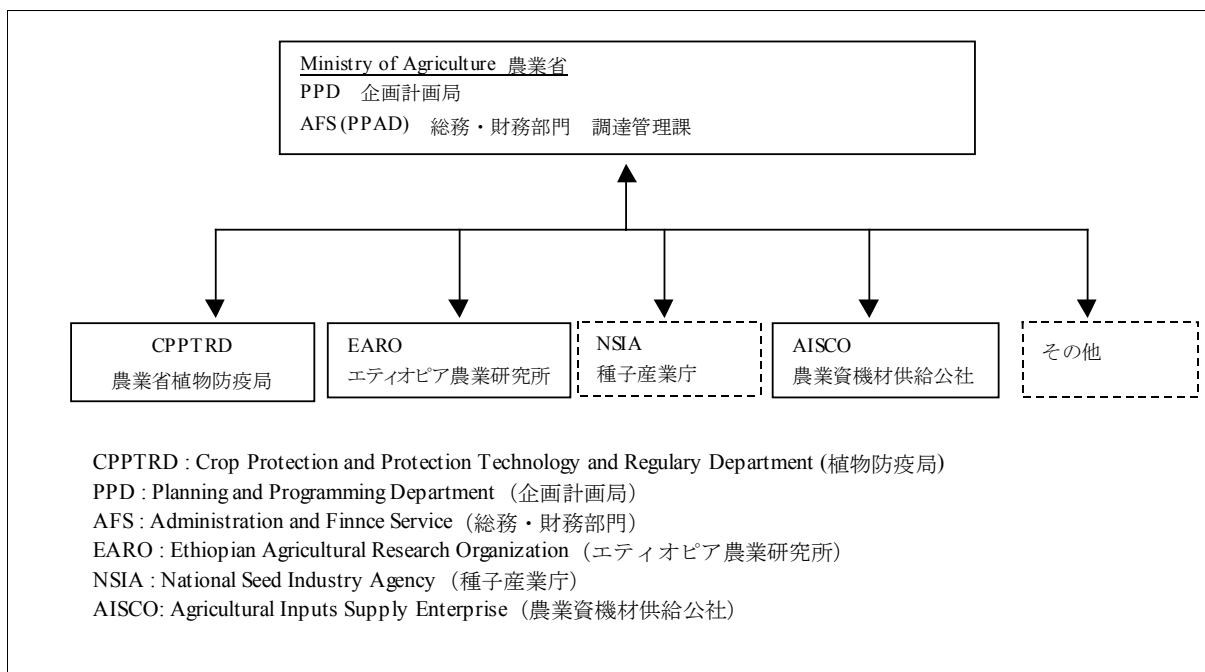 Ministry of Agriculture 農業省
PPD 企画計画局
AFS (PPAD) 総務・財務部門 調達管理課
CPPTRD
農業省植物防疫局
EARO
エティオピア農業研究所
NSIA
種子産業庁
AISCO
農業資機材供給公社
その他
CPPTRD : Crop Protection and Protection Technology and Regulary Department (植物防疫局)
PPD : Planning and Programming Department（企画計画局）
AFS : Administration and Finnce Service（総務・財務部門）
EARO : Ethiopian Agricultural Research Organization（エティオピア農業研究所）
NSIA : National Seed Industry Agency（種子産業庁）
AISCO: Agricultural Inputs Supply Enterprise（農業資機材供給公社）